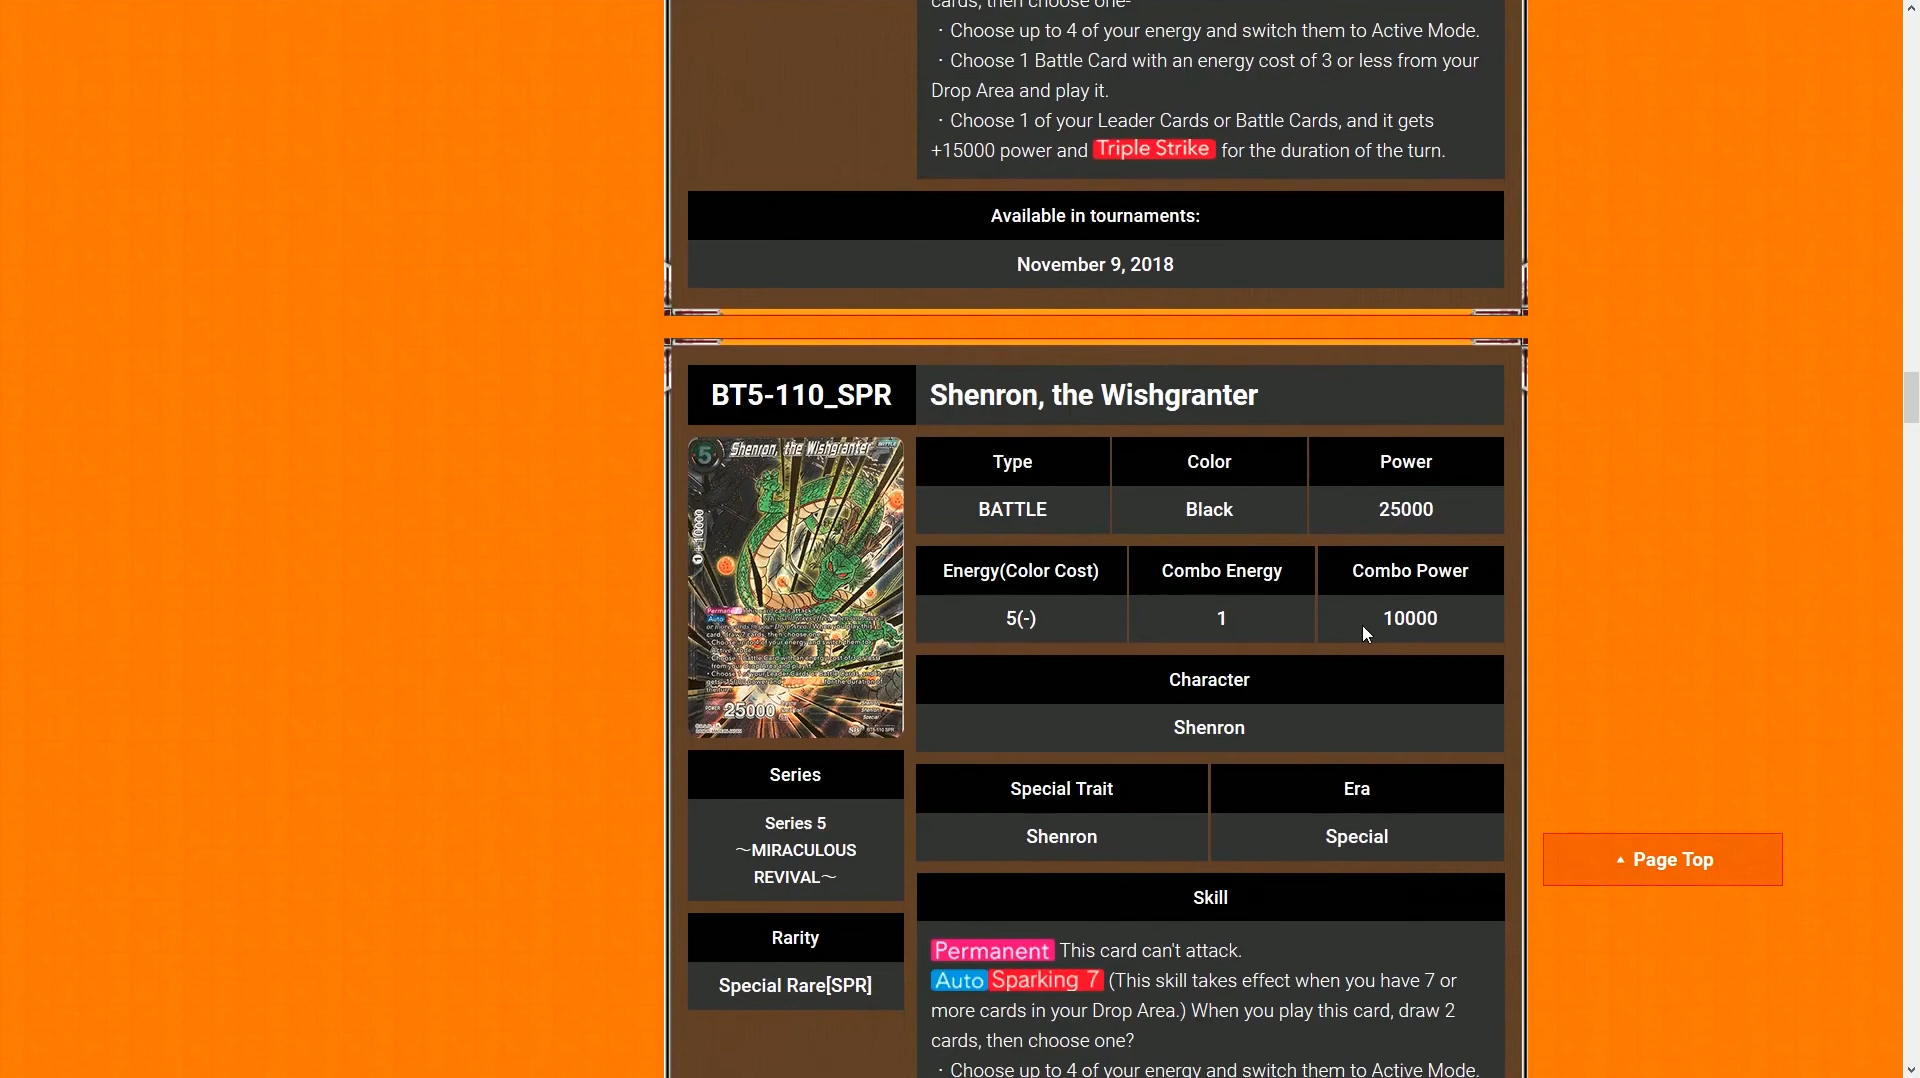 cards, then choose one-
・Choose up to 4 of your energy and switch them to Active Mode.
・Choose 1 Battle Card with an energy cost of 3 or less from your
Drop Area and play it.
・Choose 1 of your Leader Cards or Battle Cards, and it gets
+15000 power and Triple Strike for the duration of the turn.
Available in tournaments:
November 9, 2018
BT5-110_SPR
Shenron, the Wishgranter
5
Shenron, the Wishgranter
+10000
25000
Type
Color
Power
BATTLE
Black
25000
Energy(Color Cost)
Combo Energy
Combo Power
5(-)
1
10000
Character
Shenron
Series
Series 5
～MIRACULOUS
REVIVAL～
Special Trait
Era
Shenron
Special
Rarity
Special Rare[SPR]
Skill
Permanent This card can't attack.
Auto Sparking 7 (This skill takes effect when you have 7 or
more cards in your Drop Area.) When you play this card, draw 2
cards, then choose one?
・Choose up to 4 of your energy and switch them to Active Mode.
Page Top